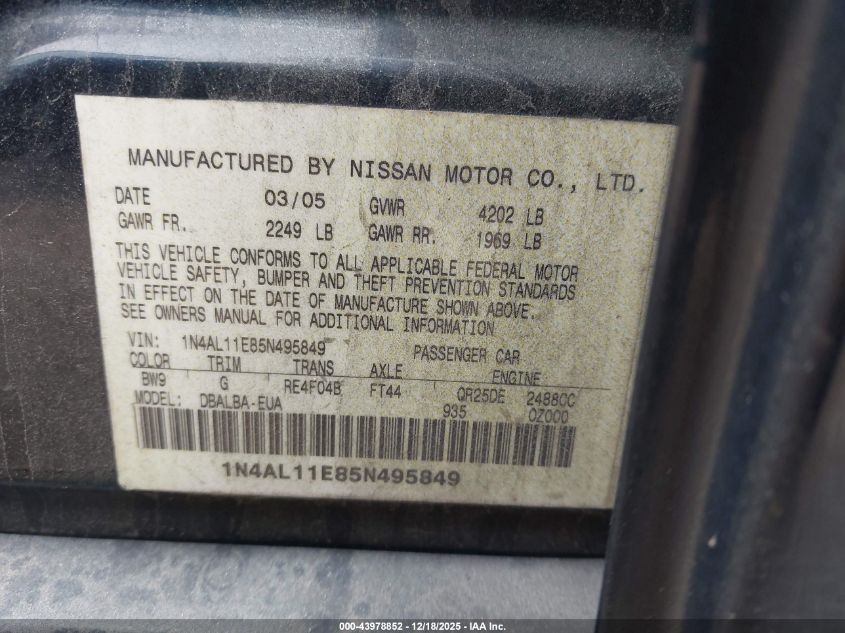 MANUFACTURED BY NISSAN MOTOR CO., LTD.
DATE 03/05 GVWR 4202 LB
GAWR FR. 2249 LB GAWR RR. 1969 LB
THIS VEHICLE CONFORMS TO ALL APPLICABLE FEDERAL MOTOR
VEHICLE SAFETY, BUMPER AND THEFT PREVENTION STANDARDS
IN EFFECT ON THE DATE OF MANUFACTURE SHOWN ABOVE.
SEE OWNERS MANUAL FOR ADDITIONAL INFORMATION
VIN: 1N4AL11E85N495849 PASSENGER CAR
COLOR TRIM TRANS AXLE ENGINE
BW9 G RE4F04B FT44 QR25DE 2488CC
MODEL: DBALBA-EUA 935 0Z000
1N4AL11E85N495849
000-43978852 - 12/18/2025 - IAA Inc.